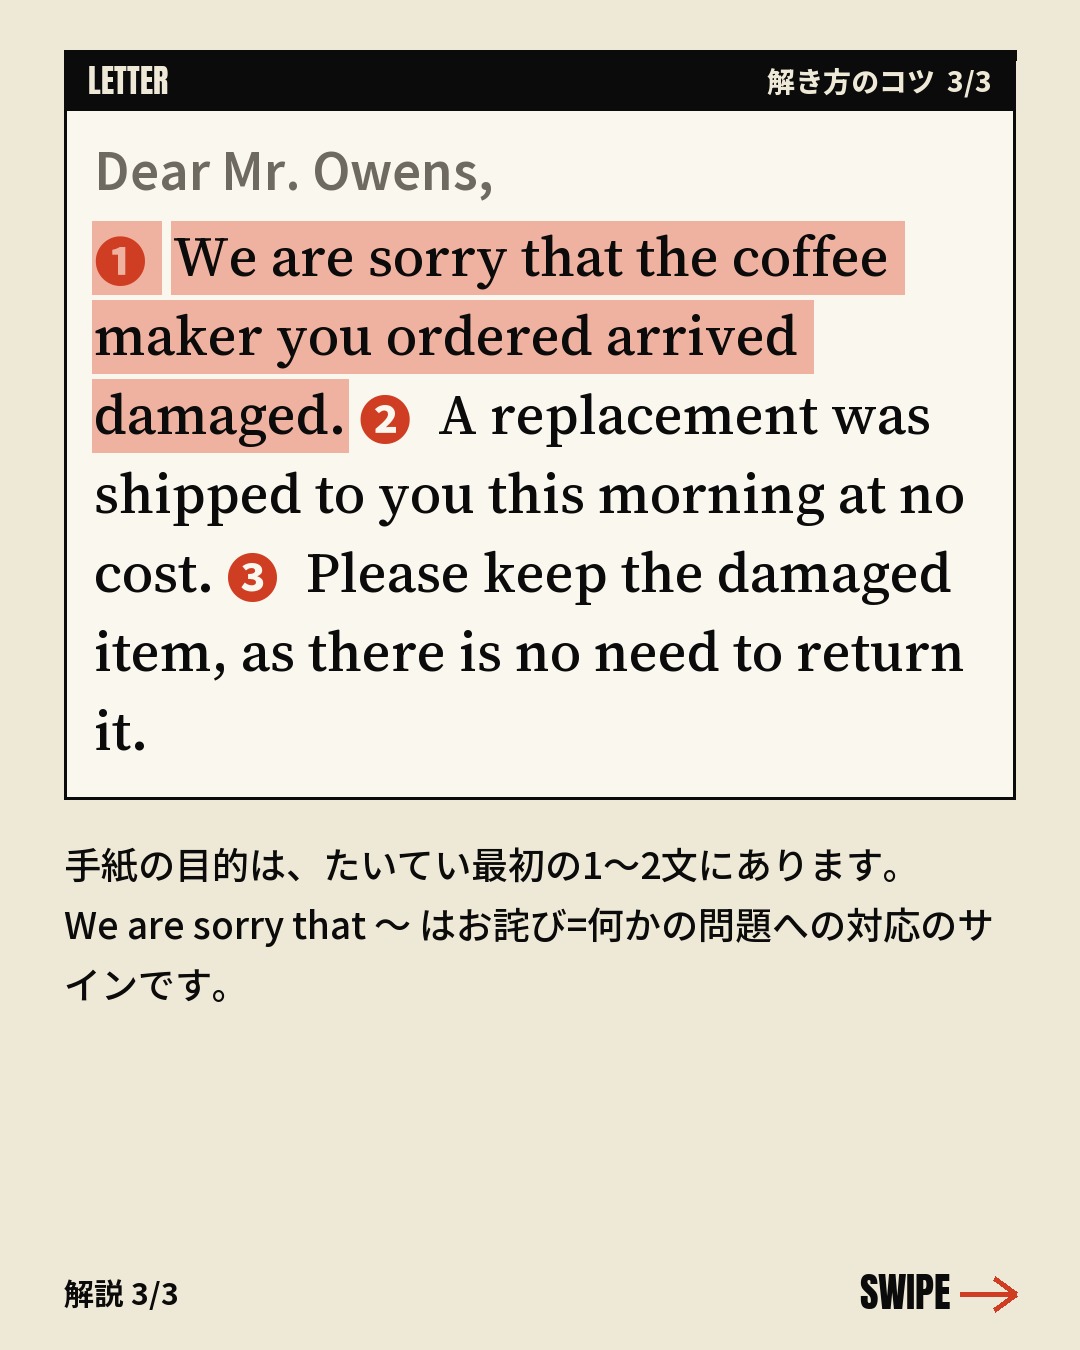 LETTER
解き方のコツ 3/3
Dear Mr. Owens,
1 We are sorry that the coffee
maker you ordered arrived
damaged. 2 A replacement was
shipped to you this morning at no
cost. 3 Please keep the damaged
item, as there is no need to return
it.
手紙の目的は、たいてい最初の1〜2文にあります。
We are sorry that 〜 はお詫び=何かの問題への対応のサ
インです。
解説 3/3
SWIPE